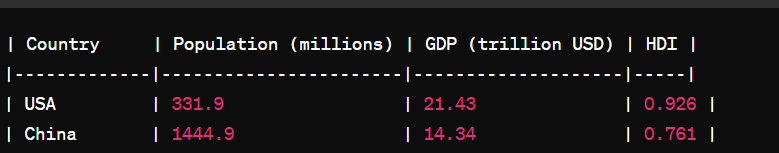 | Country     | Population (millions) | GDP (trillion USD) | HDI |
|-------------|-----------------------|--------------------|-----|
| USA         | 331.9                 | 21.43              | 0.926 |
| China       | 1444.9                | 14.34              | 0.761 |